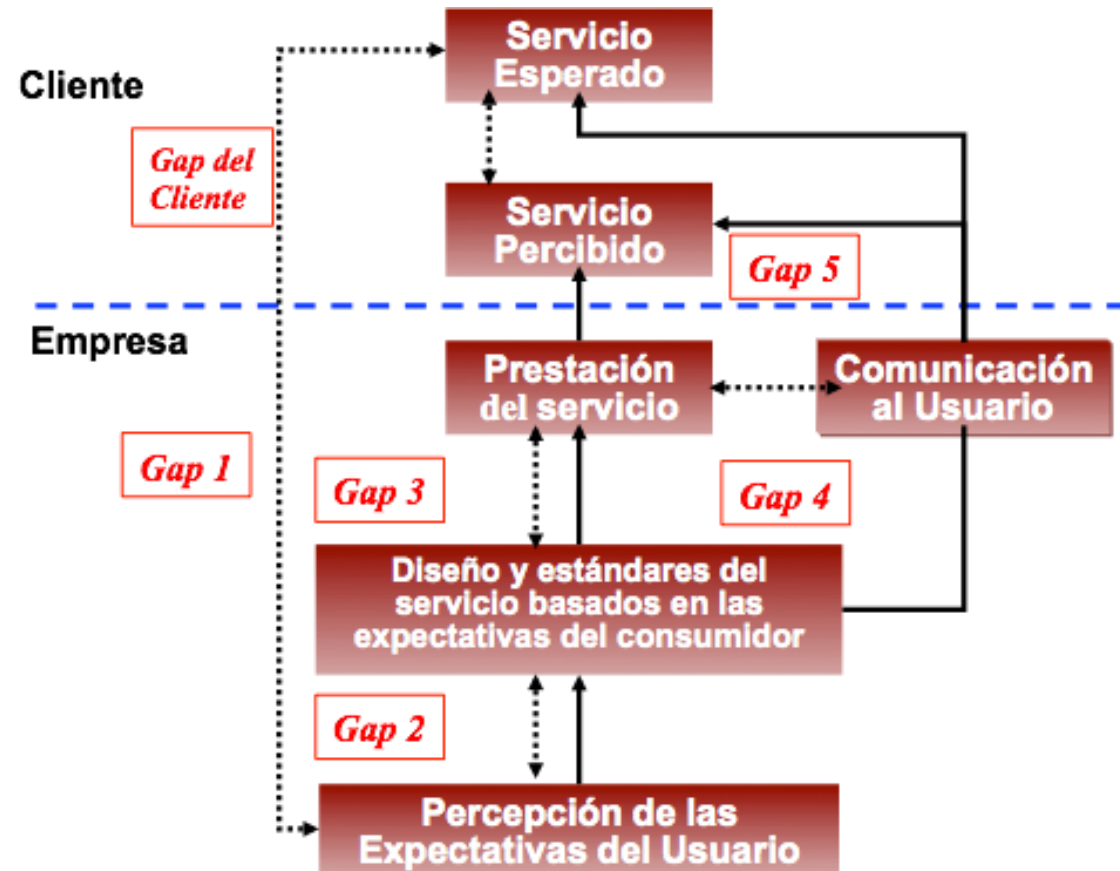 Servicio
Esperado
Cliente
Gap del
Cliente
Servicio
Percibido
Gap 5
Empresa
Prestación
del servicio
Comunicación
al Usuario
Gap 1
Gap 3
Gap 4
Diseño y estándares del
servicio basados en las
expectativas del consumidor
Gap 2
Percepción de las
Expectativas del Usuario